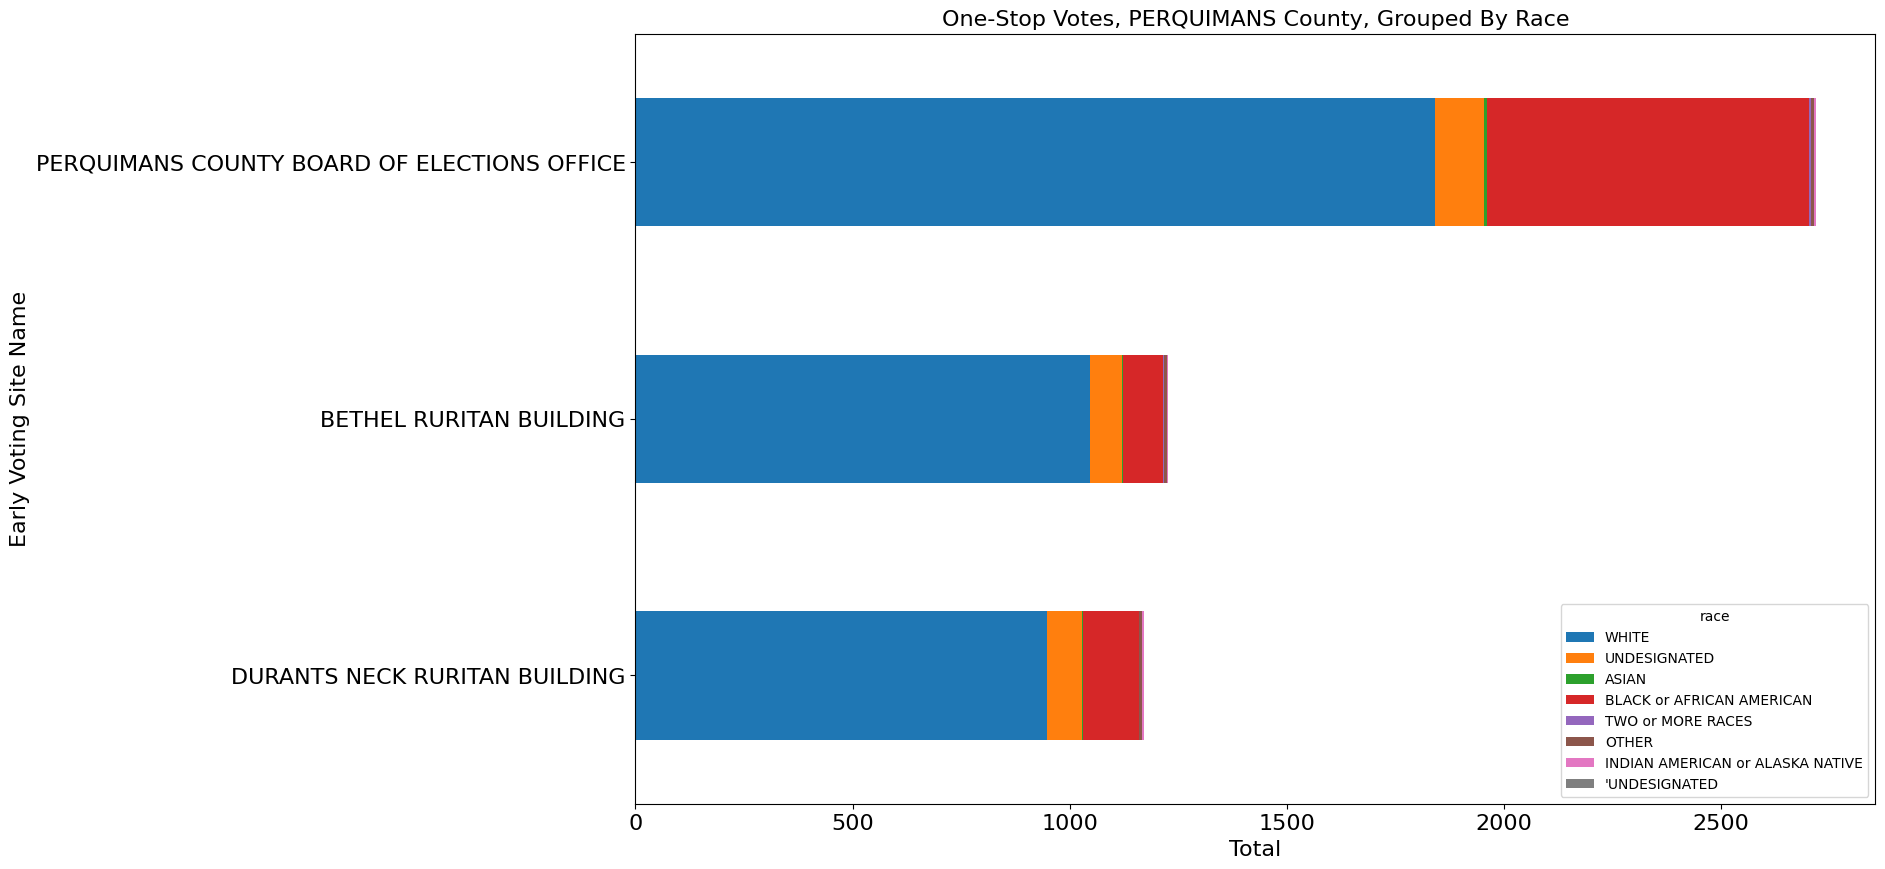 One-Stop Votes, PERQUIMANS County, Grouped By Race
Early Voting Site Name
PERQUIMANS COUNTY BOARD OF ELECTIONS OFFICE
BETHEL RURITAN BUILDING
DURANTS NECK RURITAN BUILDING
race
WHITE
UNDESIGNATED
ASIAN
BLACK or AFRICAN AMERICAN
TWO or MORE RACES
OTHER
INDIAN AMERICAN or ALASKA NATIVE
'UNDESIGNATED
0 500 1000 1500 2000 2500
Total